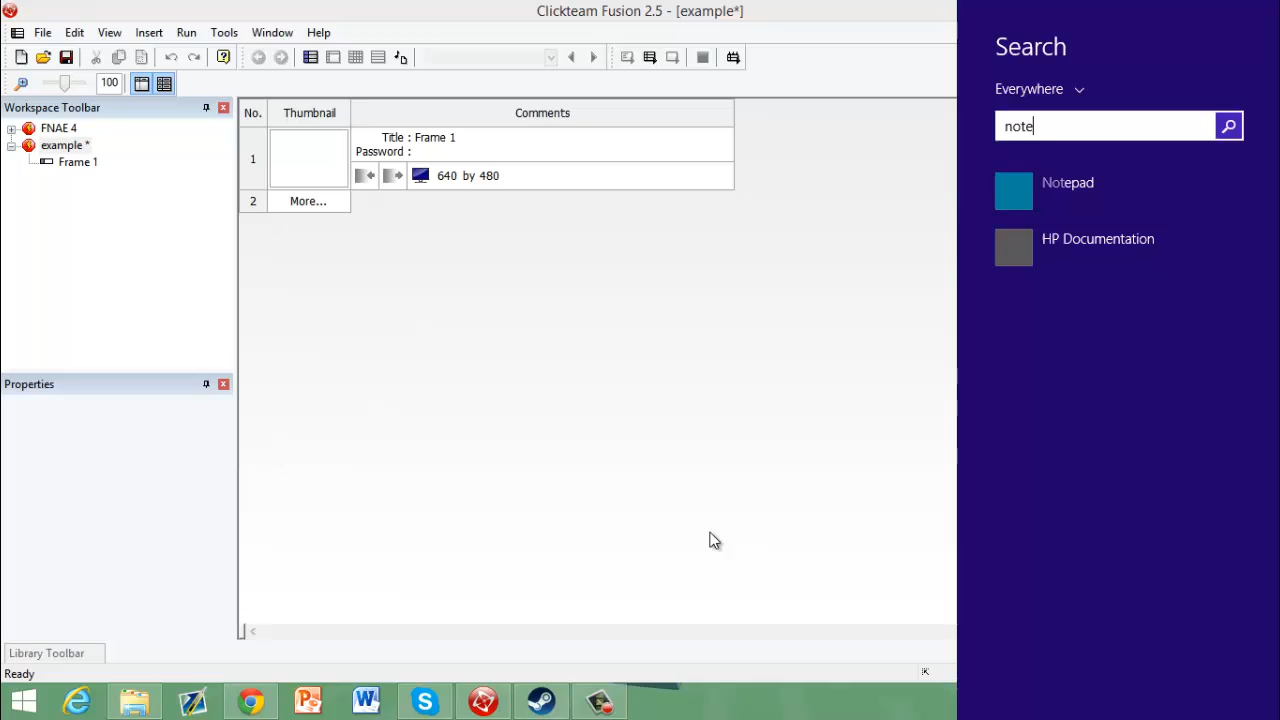 Clickteam Fusion 2.5 - [example*]
File Edit View Insert Run Tools Window Help
100
Workspace Toolbar
FNAE 4
example *
Frame 1
Properties
Library Toolbar
Ready
No. Thumbnail Comments
1
Title : Frame 1
Password :
640 by 480
2 More...
Search
Everywhere
note
Notepad
HP Documentation